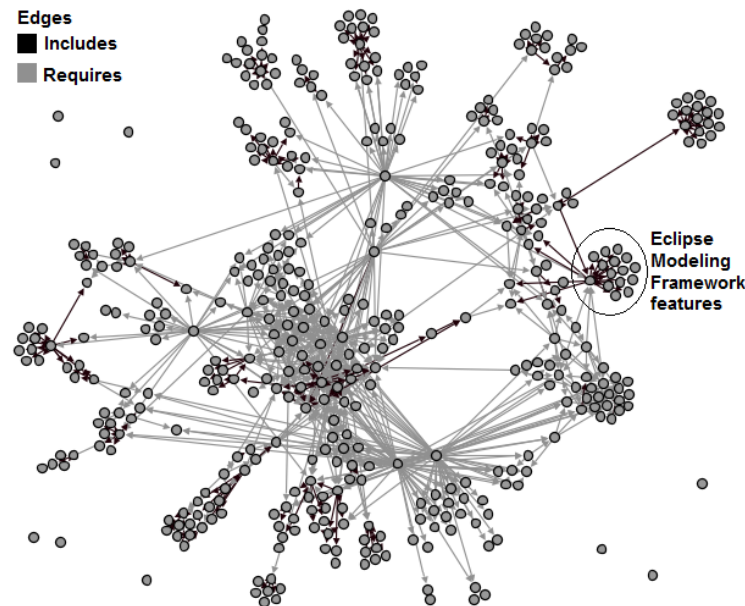 Edges
Includes
Requires
Eclipse
Modeling
Framework
features